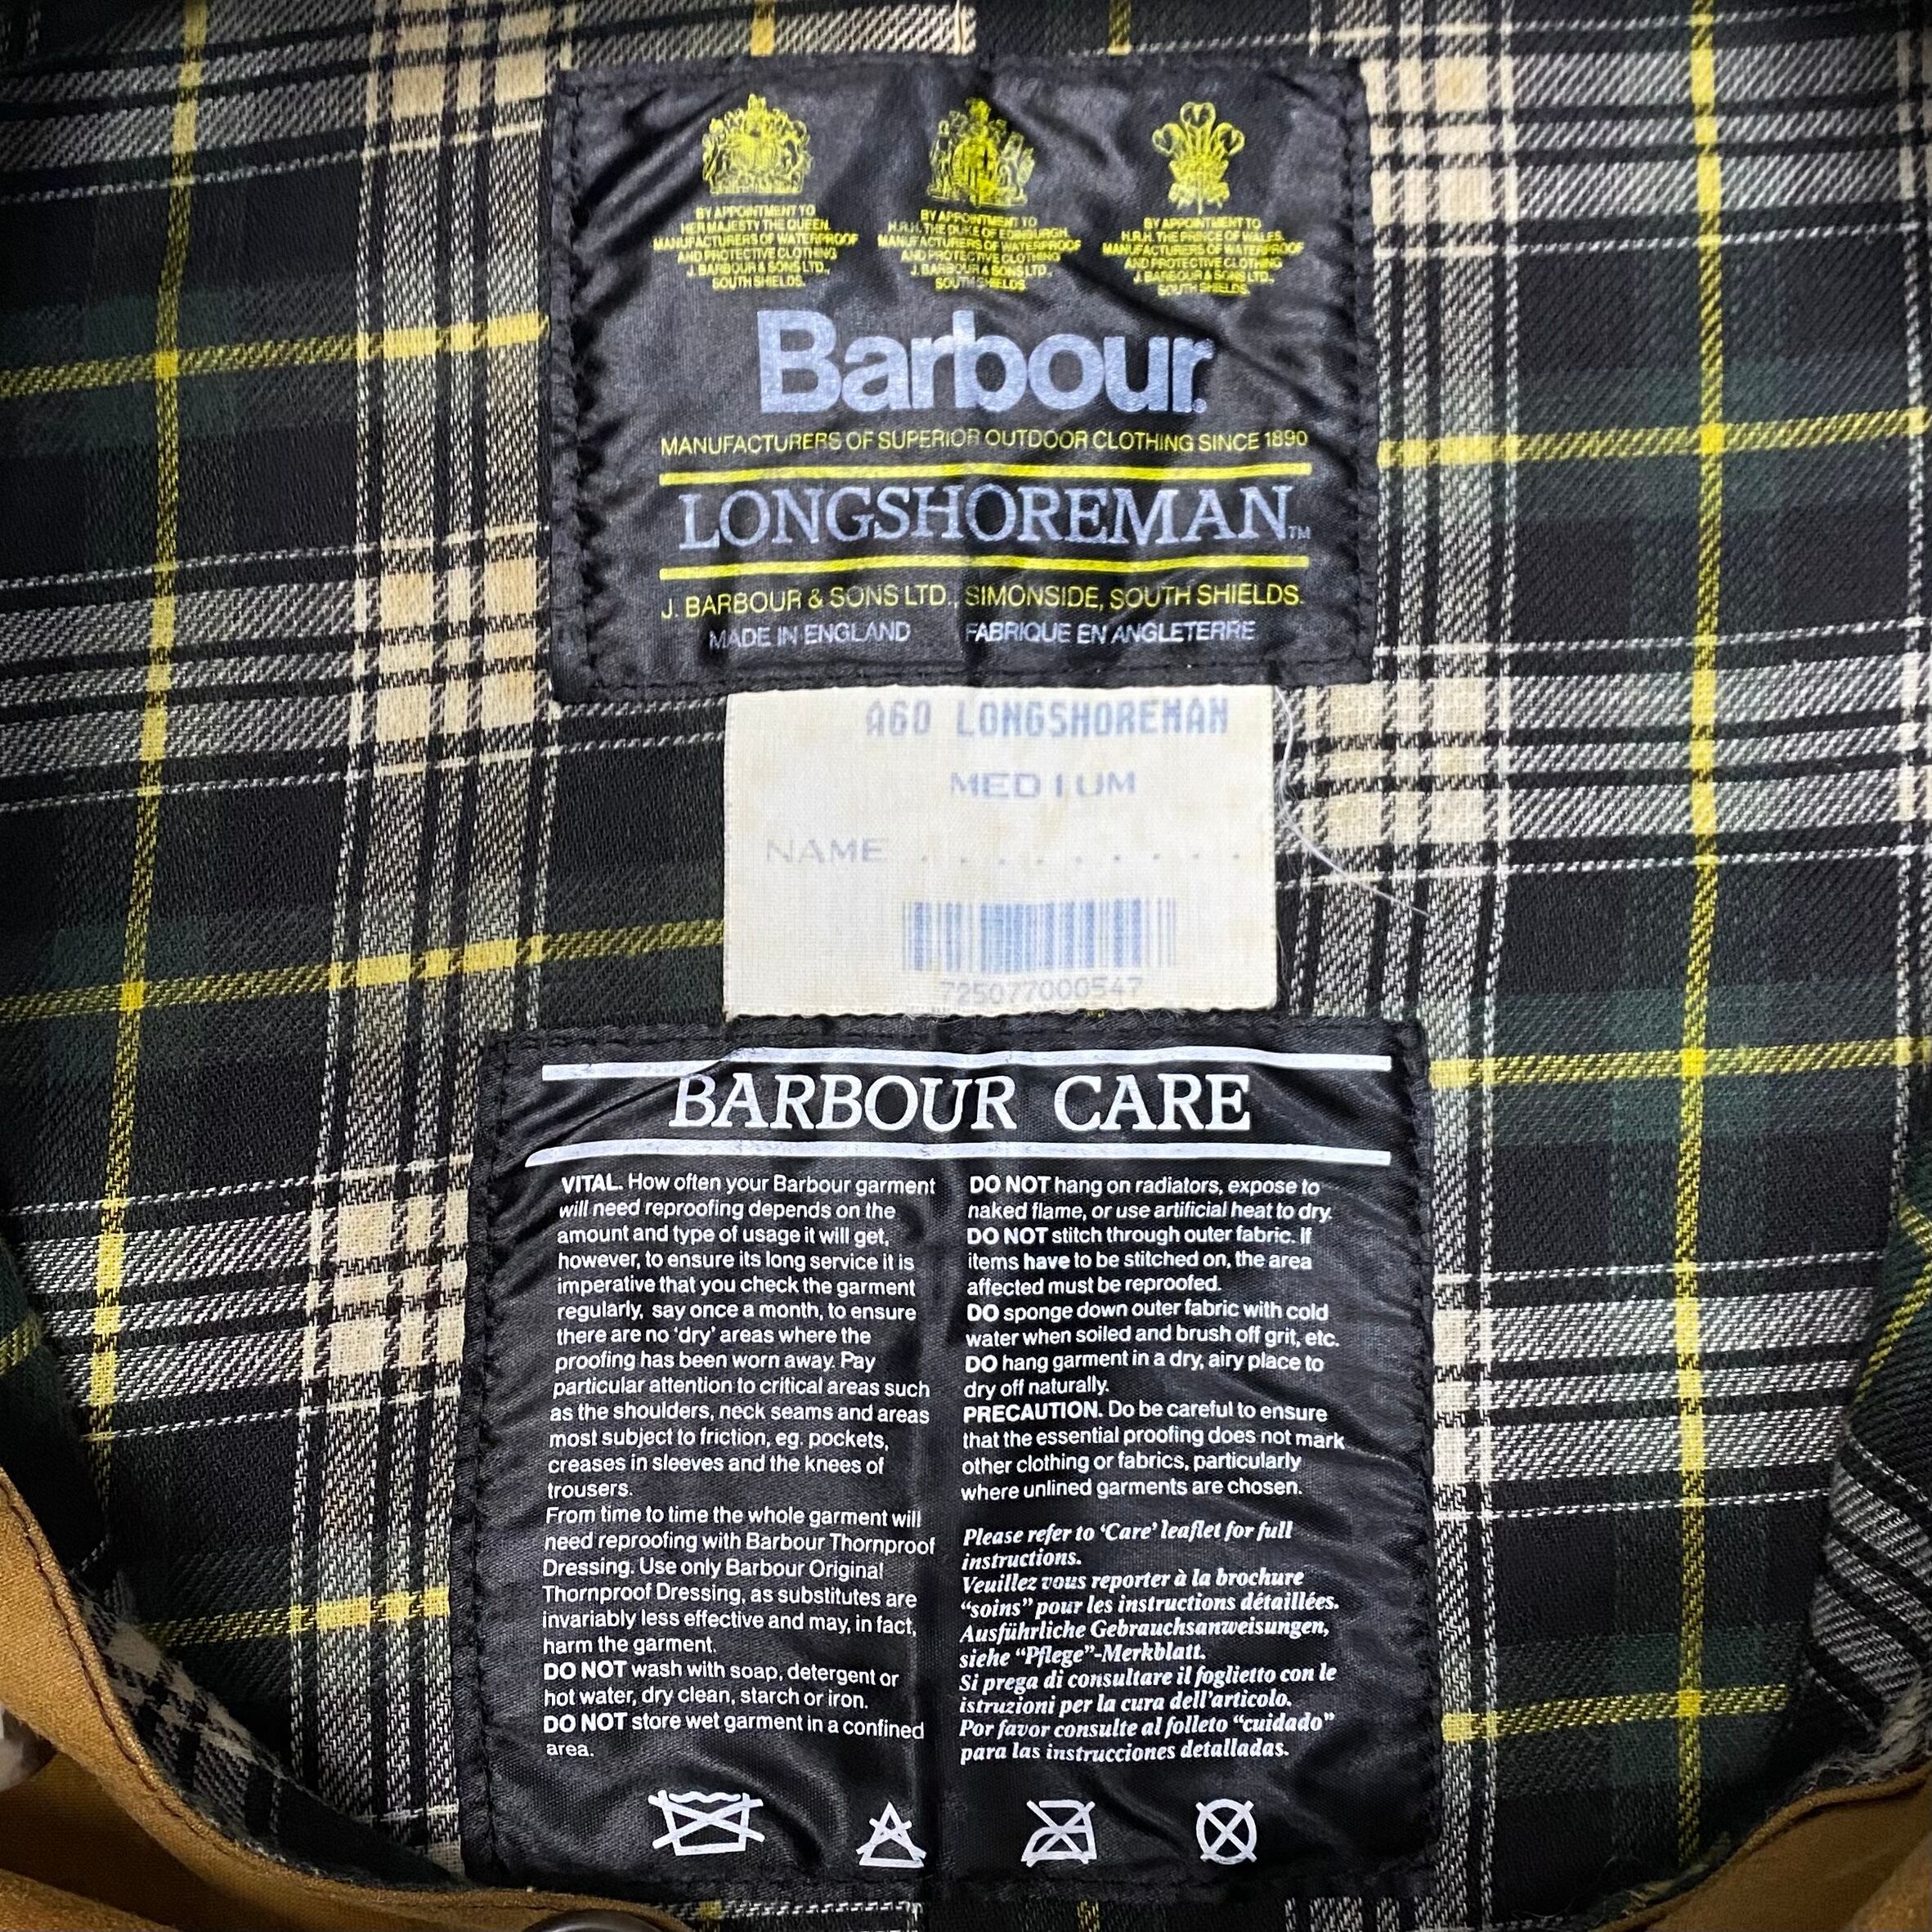 BY APPOINTMENT TO
HER MAJESTY THE QUEEN.
MANUFACTURERS OF WATERPROOF
AND PROTECTIVE CLOTHING
J. BARBOUR & SONS LTD.,
SOUTH SHIELDS.
BY APPOINTMENT TO
H.R.H. THE DUKE OF EDINBURGH.
MANUFACTURERS OF WATERPROOF
AND PROTECTIVE CLOTHING
J. BARBOUR & SONS LTD.,
SOUTH SHIELDS.
BY APPOINTMENT TO
H.R.H. THE PRINCE OF WALES.
MANUFACTURERS OF WATERPROOF
AND PROTECTIVE CLOTHING
J. BARBOUR & SONS LTD.,
SOUTH SHIELDS.
Barbour.
MANUFACTURERS OF SUPERIOR OUTDOOR CLOTHING SINCE 1890
LONGSHOREMAN™
J. BARBOUR & SONS LTD., SIMONSIDE, SOUTH SHIELDS.
MADE IN ENGLAND FABRIQUE EN ANGLETERRE
A60 LONGSHOREMAN
MEDIUM
NAME . . . . . . . . .
725077000547
BARBOUR CARE
VITAL. How often your Barbour garment
will need reproofing depends on the
amount and type of usage it will get,
however, to ensure its long service it is
imperative that you check the garment
regularly, say once a month, to ensure
there are no 'dry' areas where the
proofing has been worn away. Pay
particular attention to critical areas such
as the shoulders, neck seams and areas
most subject to friction, eg. pockets,
creases in sleeves and the knees of
trousers.
From time to time the whole garment will
need reproofing with Barbour Thornproof
Dressing. Use only Barbour Original
Thornproof Dressing, as substitutes are
invariably less effective and may, in fact,
harm the garment.
DO NOT wash with soap, detergent or
hot water, dry clean, starch or iron.
DO NOT store wet garment in a confined
area.
DO NOT hang on radiators, expose to
naked flame, or use artificial heat to dry.
DO NOT stitch through outer fabric. If
items have to be stitched on, the area
affected must be reproofed.
DO sponge down outer fabric with cold
water when soiled and brush off grit, etc.
DO hang garment in a dry, airy place to
dry off naturally.
PRECAUTION. Do be careful to ensure
that the essential proofing does not mark
other clothing or fabrics, particularly
where unlined garments are chosen.
Please refer to 'Care' leaflet for full
instructions.
Veuillez vous reporter à la brochure
"soins" pour les instructions détaillées.
Ausführliche Gebrauchsanweisungen,
siehe "Pflege"-Merkblatt.
Si prega di consultare il foglietto con le
istruzioni per la cura dell'articolo.
Por favor consulte al folleto "cuidado"
para las instrucciones detalladas.